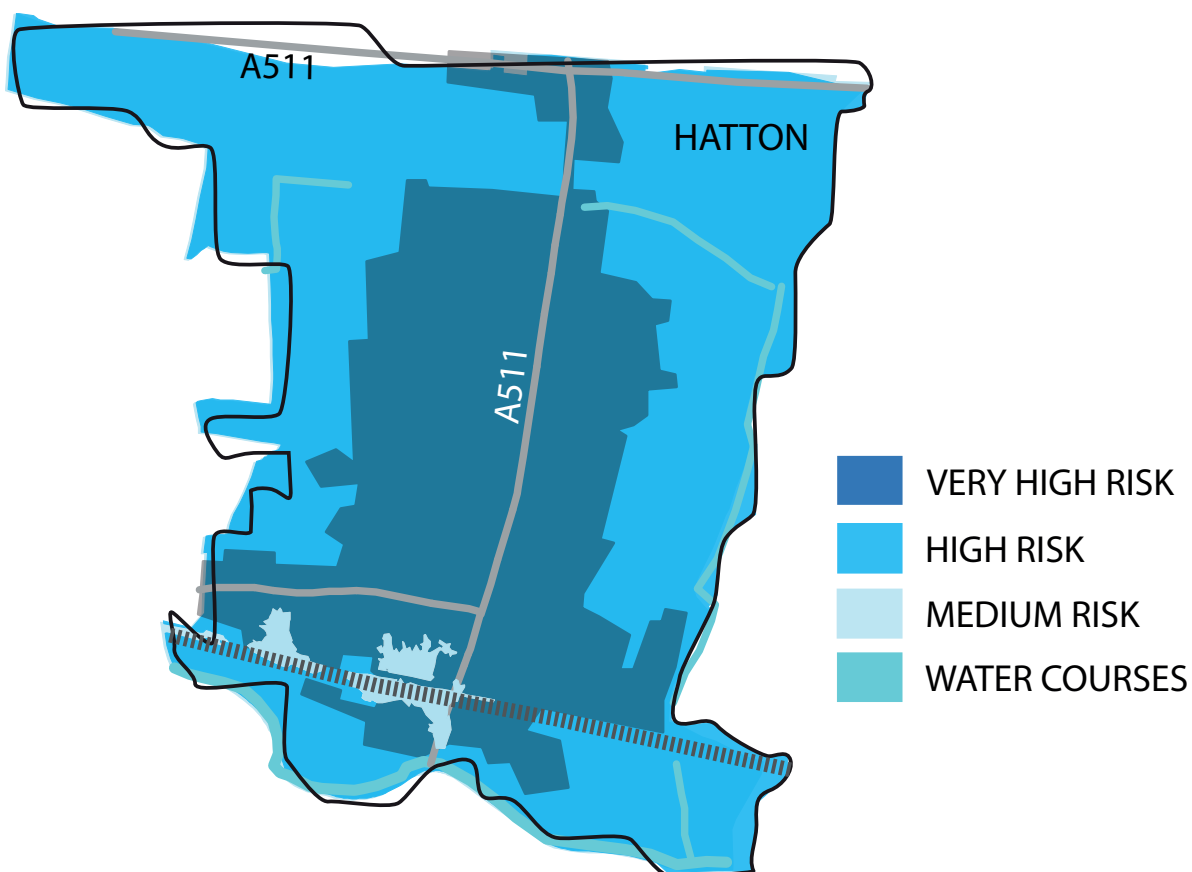 A511
HATTON
A511
VERY HIGH RISK
HIGH RISK
MEDIUM RISK
WATER COURSES